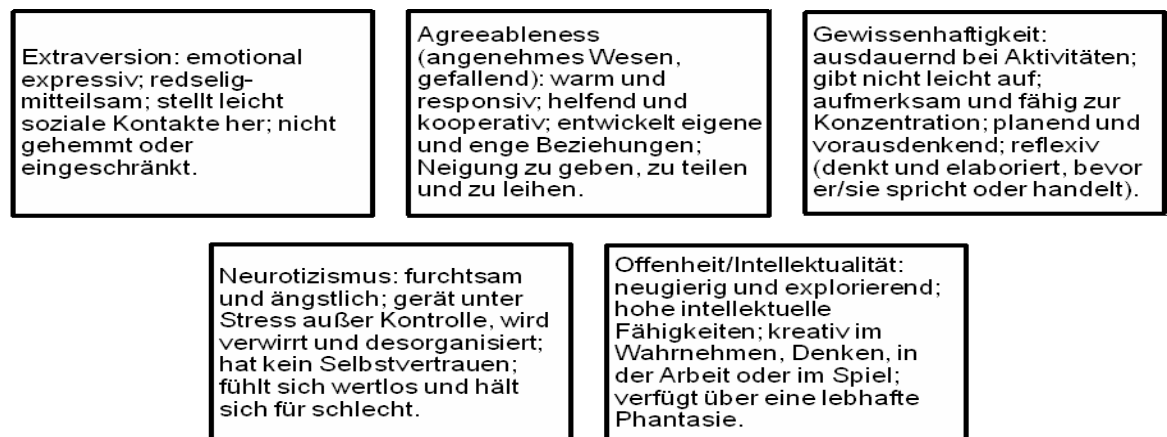 Extraversion: emotional
expressiv; redselig-
mitteilsam; stellt leicht
soziale Kontakte her; nicht
gehemmt oder
eingeschränkt.
Agreeableness
(angenehmes Wesen,
gefallend): warm und
responsiv; helfend und
kooperativ; entwickelt eigene
und enge Beziehungen;
Neigung zu geben, zu teilen
und zu leihen.
Gewissenhaftigkeit:
ausdauernd bei Aktivitäten;
gibt nicht leicht auf;
aufmerksam und fähig zur
Konzentration; planend und
vorausdenkend; reflexiv
(denkt und elaboriert, bevor
er/sie spricht oder handelt).
Neurotizismus: furchtsam
und ängstlich; gerät unter
Stress außer Kontrolle, wird
verwirrt und desorganisiert;
hat kein Selbstvertrauen;
fühlt sich wertlos und hält
sich für schlecht.
Offenheit/Intellektualität:
neugierig und explorierend;
hohe intellektuelle
Fähigkeiten; kreativ im
Wahrnehmen, Denken, in
der Arbeit oder im Spiel;
verfügt über eine lebhafte
Phantasie.